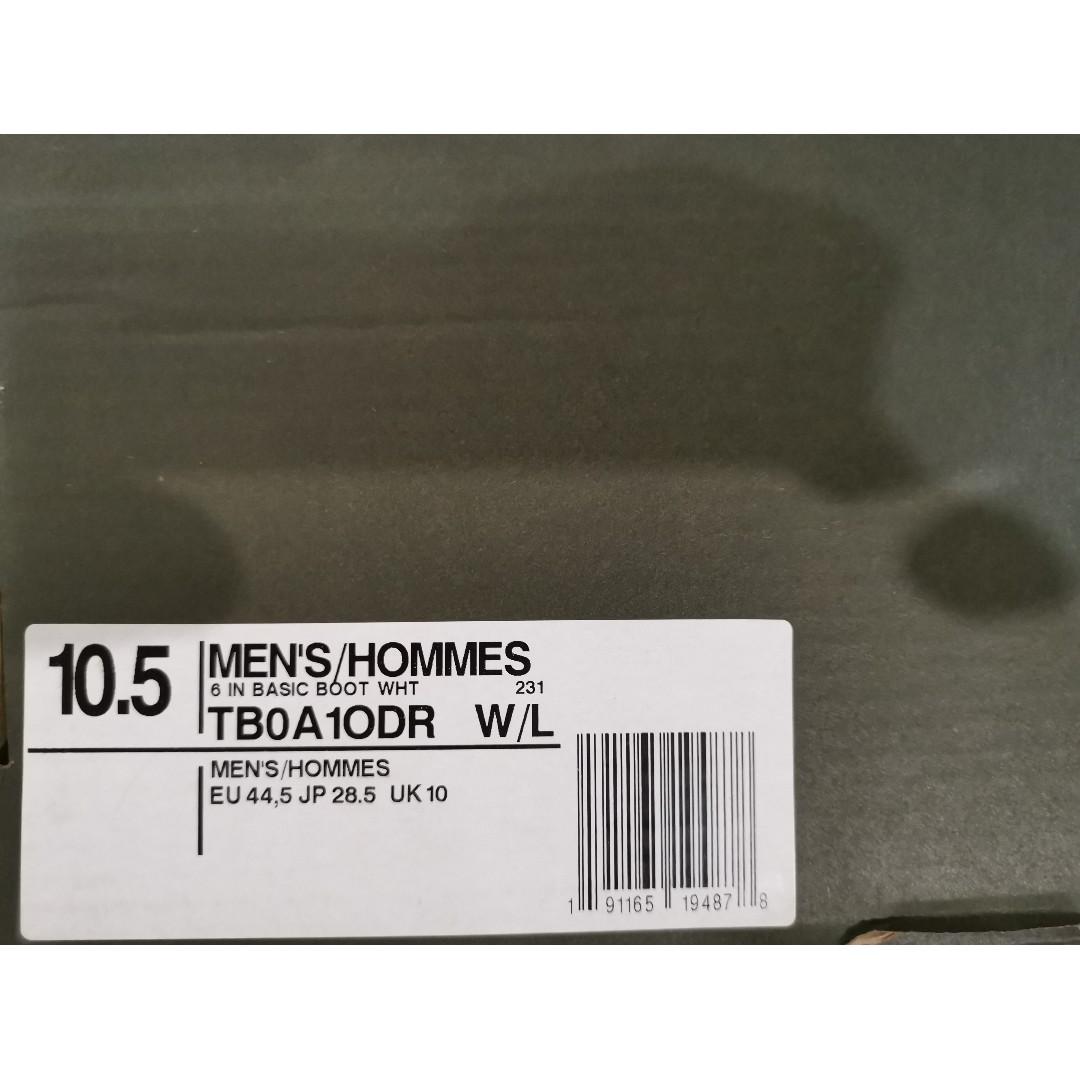 10.5
MEN'S/HOMMES
6 IN BASIC BOOT WHT 231
TB0A1ODR W/L
MEN'S/HOMMES
EU 44,5 JP 28.5 UK 10
1 91165 19487 8